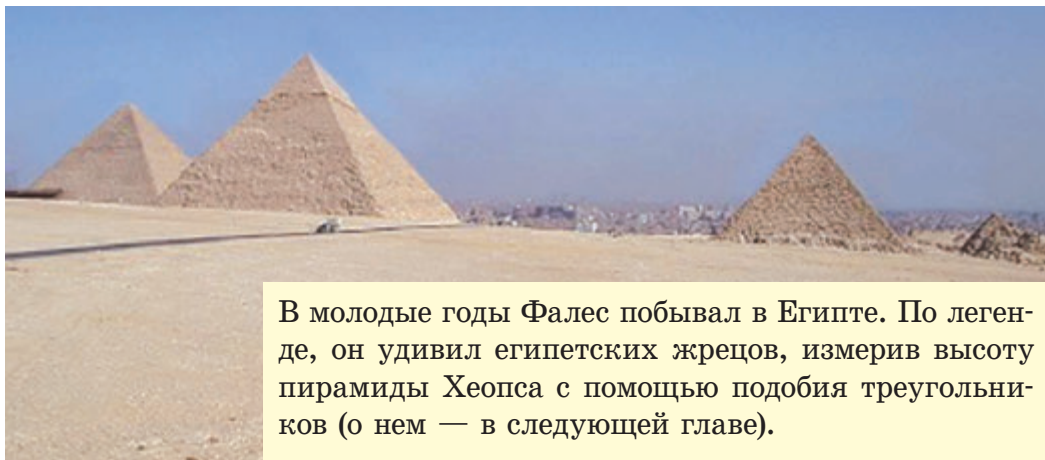 В молодые годы Фалес побывал в Египте. По леген-
де, он удивил египетских жрецов, измерив высоту
пирамиды Хеопса с помощью подобия треугольни-
ков (о нем — в следующей главе).